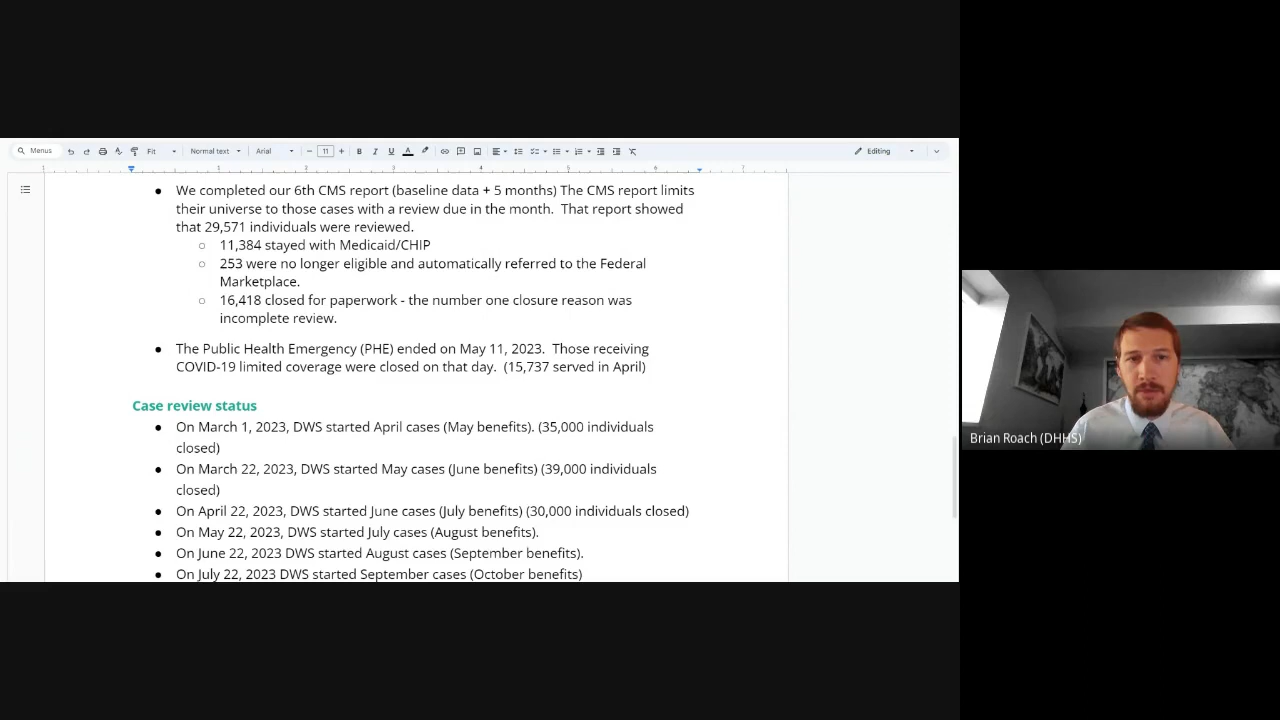 Menus
Fit
Normal text
Arial
11
B
I
U
A
Editing
1
1
2
3
4
5
6
7
● We completed our 6th CMS report (baseline data + 5 months) The CMS report limits
their universe to those cases with a review due in the month. That report showed
that 29,571 individuals were reviewed.
○ 11,384 stayed with Medicaid/CHIP
○ 253 were no longer eligible and automatically referred to the Federal
Marketplace.
○ 16,418 closed for paperwork - the number one closure reason was
incomplete review.
● The Public Health Emergency (PHE) ended on May 11, 2023. Those receiving
COVID-19 limited coverage were closed on that day. (15,737 served in April)
Case review status
● On March 1, 2023, DWS started April cases (May benefits). (35,000 individuals
closed)
● On March 22, 2023, DWS started May cases (June benefits) (39,000 individuals
closed)
● On April 22, 2023, DWS started June cases (July benefits) (30,000 individuals closed)
● On May 22, 2023, DWS started July cases (August benefits).
● On June 22, 2023 DWS started August cases (September benefits).
● On July 22, 2023 DWS started September cases (October benefits)
Brian Roach (DHHS)